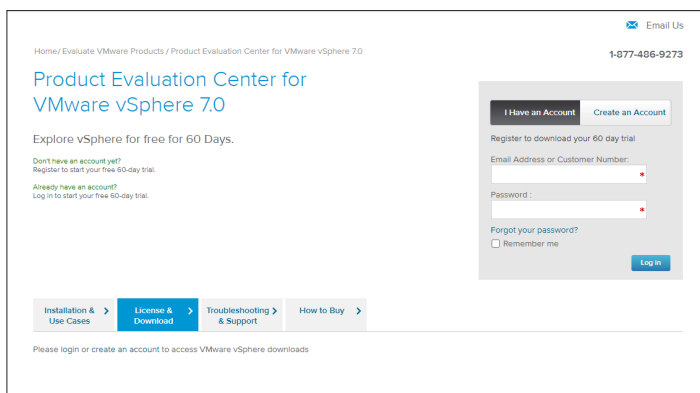 Email Us
Home/ Evaluate VMware Products / Product Evaluation Center for VMware vSphere 7.0
1-877-486-9273
Product Evaluation Center for
VMware vSphere 7.0
Explore vSphere for free for 60 Days.
Don't have an account yet?
Register to start your free 60-day trial.
Already have an account?
Log in to start your free 60-day trial.
I Have an Account
Create an Account
Register to download your 60 day trial
Email Address or Customer Number:
*
Password :
*
Forgot your password?
Remember me
Log in
Installation &
Use Cases
License &
Download
Troubleshooting
& Support
How to Buy
Please login or create an account to access VMware vSphere downloads